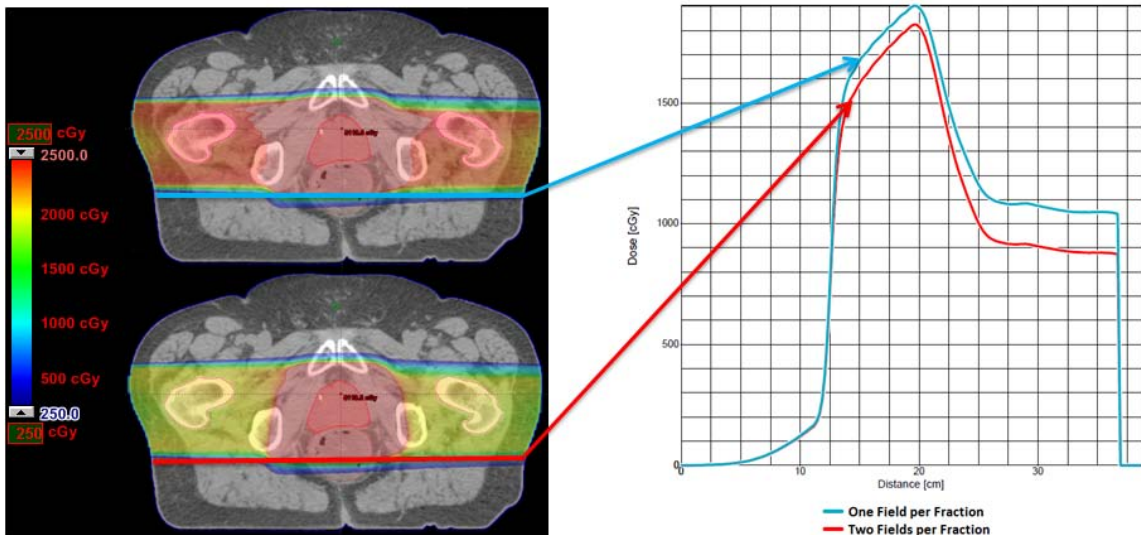 2500 cGy
2500.0
2000 cGy
1500 cGy
1000 cGy
500 cGy
250.0
250 cGy
1500
1000
500
0
Dose [cGy]
0
10
20
30
Distance [cm]
One Field per Fraction
Two Fields per Fraction